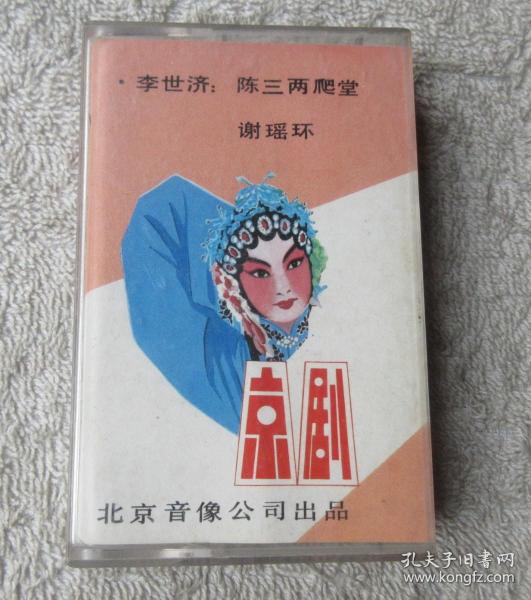 ·李世济：陈三两爬堂
谢瑶环
京剧
北京音像公司出品
孔夫子旧书网
www.kongfz.com